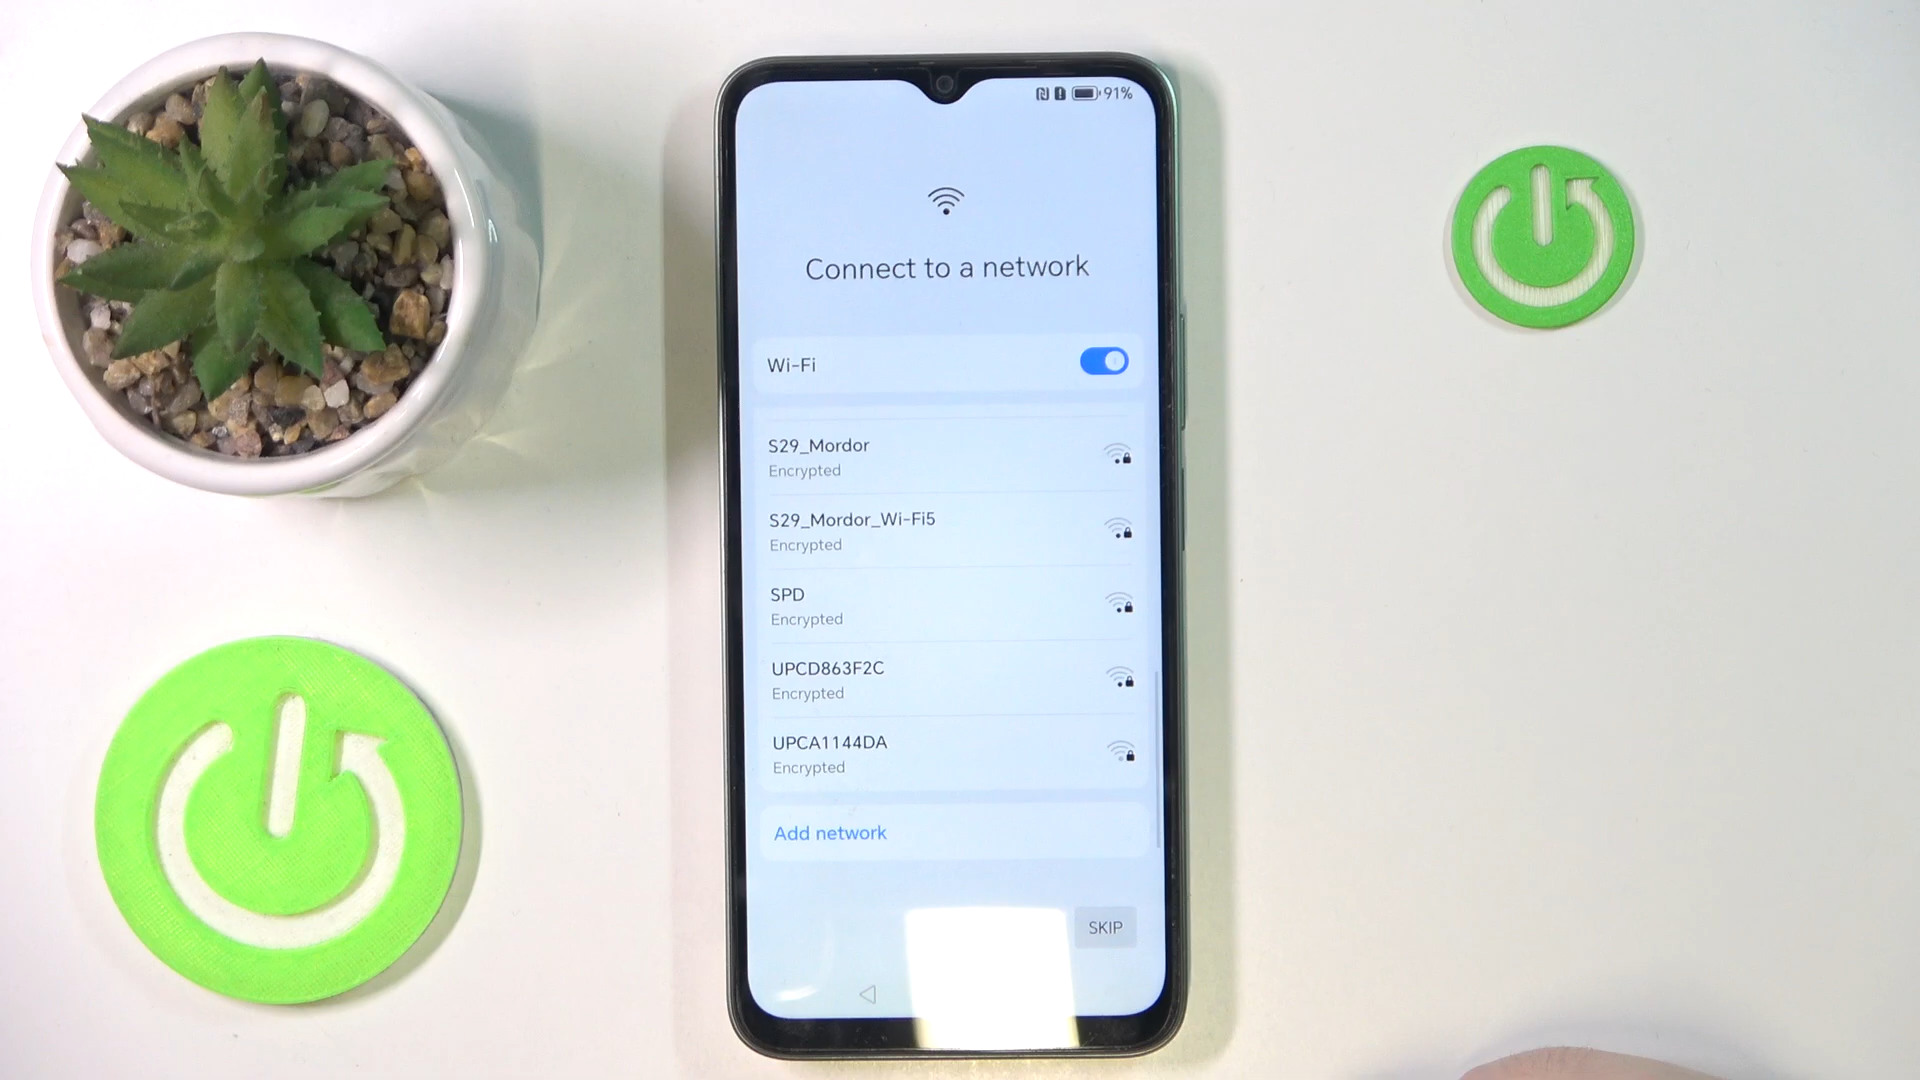 91%
Connect to a network
Wi-Fi
S29_Mordor
Encrypted
S29_Mordor_Wi-Fi5
Encrypted
SPD
Encrypted
UPCD863F2C
Encrypted
UPCA1144DA
Encrypted
Add network
SKIP